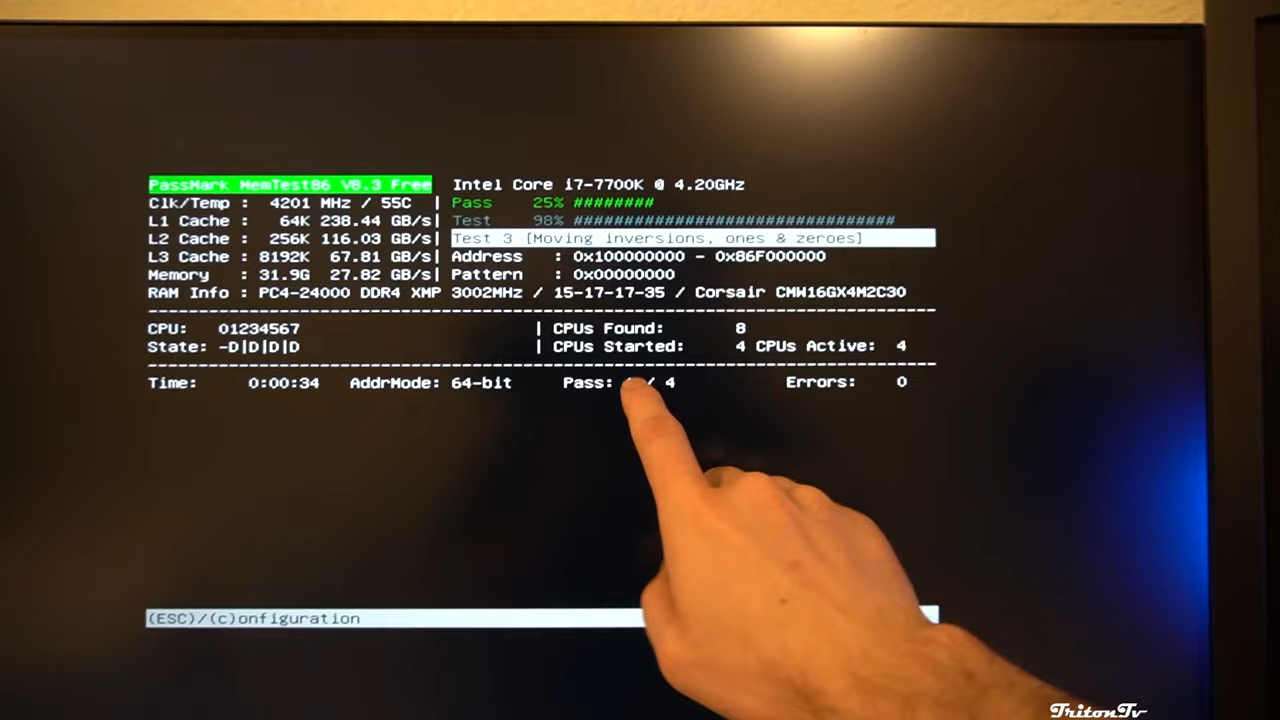 PassMark MemTest86 V8.3 Free Intel Core i7-7700K @ 4.20GHz
Clk/Temp : 4201 MHz / 55C | Pass 25% ########
L1 Cache : 64K 238.44 GB/s| Test 98% ################################
L2 Cache : 256K 116.03 GB/s| Test 3 [Moving inversions, ones & zeroes]
L3 Cache : 8192K 67.81 GB/s| Address : 0x100000000 - 0x86F000000
Memory : 31.9G 27.82 GB/s| Pattern : 0x00000000
RAM Info : PC4-24000 DDR4 XMP 3002MHz / 15-17-17-35 / Corsair CMW16GX4M2C30
CPU: 01234567 | CPUs Found: 8
State: -D|D|D|D | CPUs Started: 4 CPUs Active: 4
Time: 0:00:34 AddrMode: 64-bit Pass: / 4 Errors: 0
(ESC)/(c)onfiguration
TritonTv